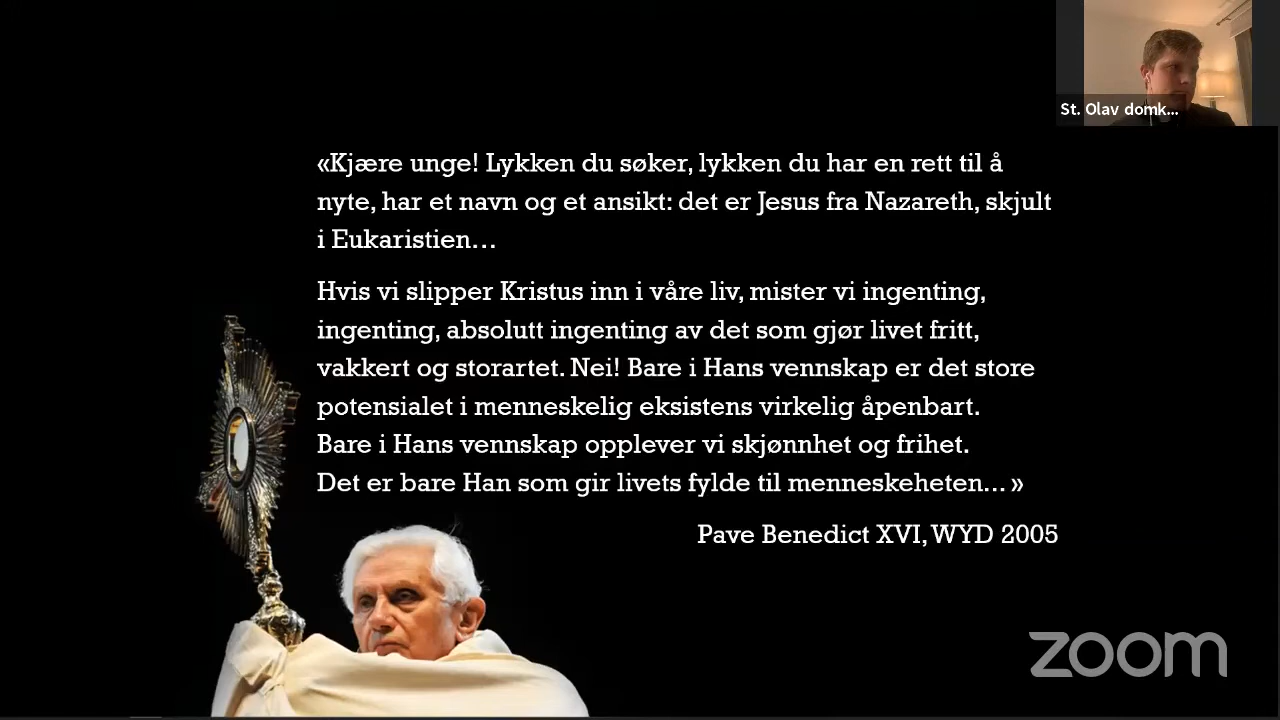 St. Olav domk...
«Kjære unge! Lykken du søker, lykken du har en rett til å
nyte, har et navn og et ansikt: det er Jesus fra Nazareth, skjult
i Eukaristien…
Hvis vi slipper Kristus inn i våre liv, mister vi ingenting,
ingenting, absolutt ingenting av det som gjør livet fritt,
vakkert og storartet. Nei! Bare i Hans vennskap er det store
potensialet i menneskelig eksistens virkelig åpenbart.
Bare i Hans vennskap opplever vi skjønnhet og frihet.
Det er bare Han som gir livets fylde til menneskeheten… »
Pave Benedict XVI, WYD 2005
zoom